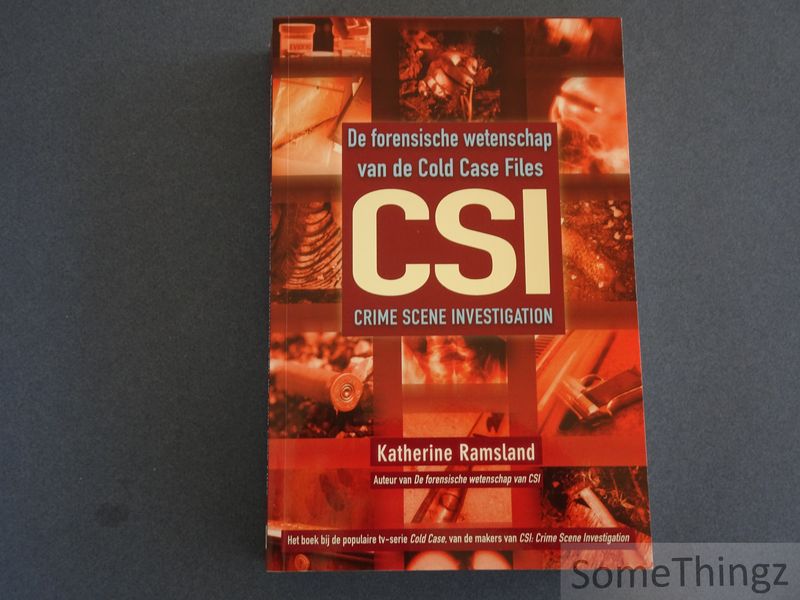 De forensische wetenschap
van de Cold Case Files
CSI
CRIME SCENE INVESTIGATION
Katherine Ramsland
Auteur van De forensische wetenschap van CSI
Het boek bij de populaire tv-serie Cold Case, van de makers van CSI: Crime Scene Investigation
SomeThingz